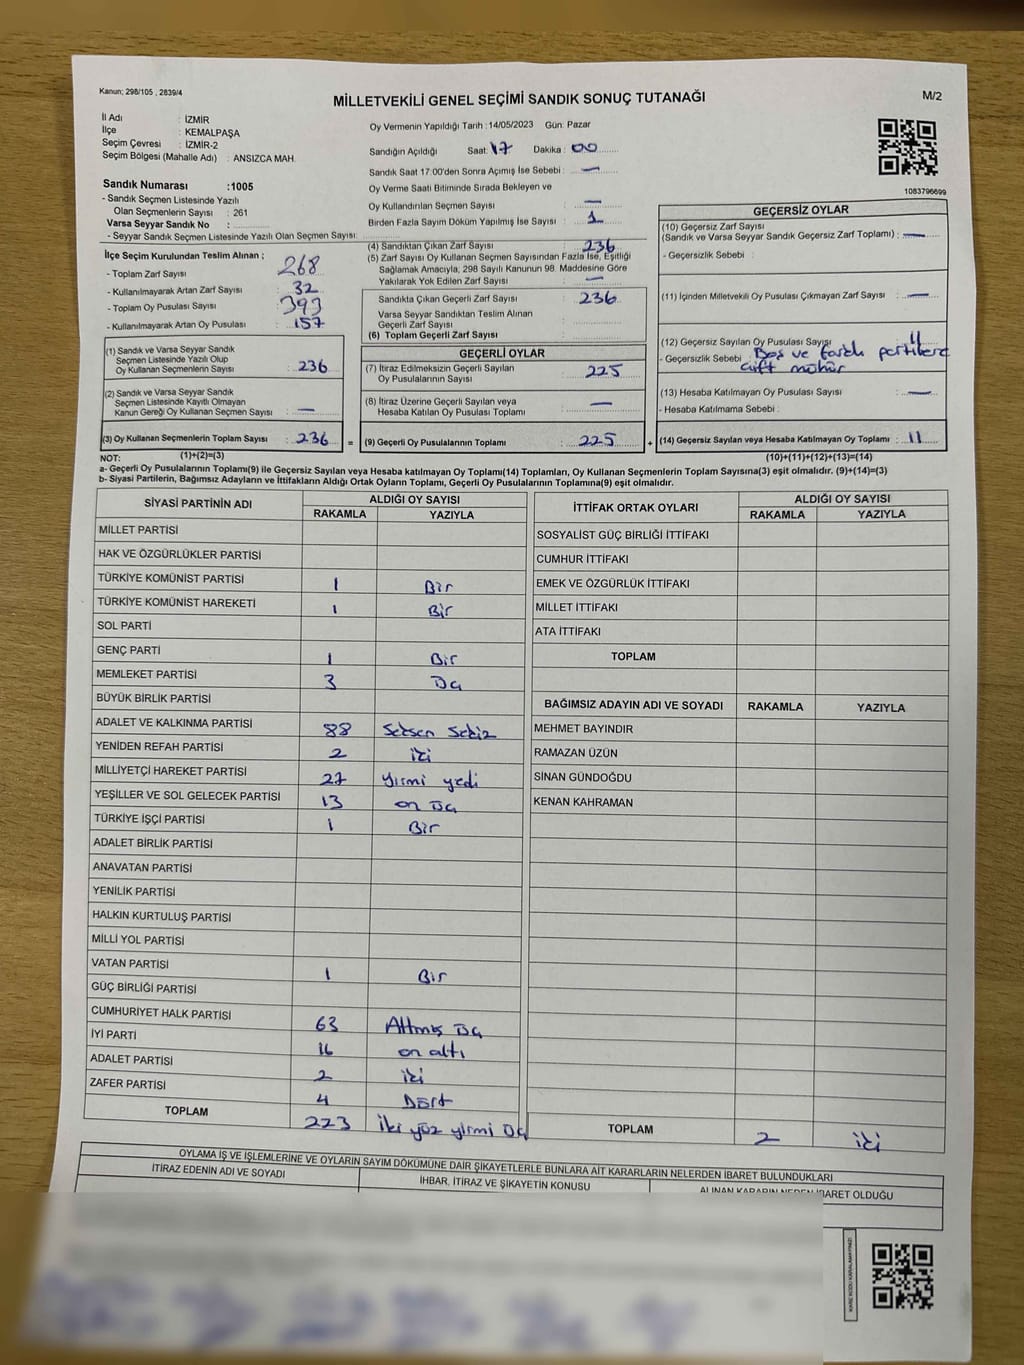 Kanun; 298/105 , 2839/4
MİLLETVEKİLİ GENEL SEÇİMİ SANDIK SONUÇ TUTANAĞI
M/2
İl Adı : İZMİR
İlçe : KEMALPAŞA
Seçim Çevresi : İZMİR-2
Seçim Bölgesi (Mahalle Adı) : ANSIZCA MAH.
Oy Vermenin Yapıldığı Tarih :14/05/2023 Gün: Pazar
Sandığın Açıldığı Saat: 17 Dakika : 00
Sandık Saat 17:00'den Sonra Açımış İse Sebebi : —
Oy Verme Saati Bitiminde Sırada Bekleyen ve
Oy Kullandırılan Seçmen Sayısı : —
Birden Fazla Sayım Döküm Yapılmış İse Sayısı : 1
1083796699
Sandık Numarası :1005
- Sandık Seçmen Listesinde Yazılı
Olan Seçmenlerin Sayısı : 261
Varsa Seyyar Sandık No :
- Seyyar Sandık Seçmen Listesinde Yazılı Olan Seçmen Sayısı:
İlçe Seçim Kurulundan Teslim Alınan ;
- Toplam Zarf Sayısı : 268
- Kullanılmayarak Artan Zarf Sayısı : 32
- Toplam Oy Pusulası Sayısı : 393
- Kullanılmayarak Artan Oy Pusulası : 157
(4) Sandıktan Çıkan Zarf Sayısı : 236
(5) Zarf Sayısı Oy Kullanan Seçmen Sayısından Fazla İse, Eşitliği
Sağlamak Amacıyla, 298 Sayılı Kanunun 98. Maddesine Göre
Yakılarak Yok Edilen Zarf Sayısı : —
Sandıkta Çıkan Geçerli Zarf Sayısı : 236
Varsa Seyyar Sandıktan Teslim Alınan
Geçerli Zarf Sayısı :
(6) Toplam Geçerli Zarf Sayısı :
GEÇERSİZ OYLAR
(10) Geçersiz Zarf Sayısı
(Sandık ve Varsa Seyyar Sandık Geçersiz Zarf Toplamı) : —
- Geçersizlik Sebebi :
(11) İçinden Milletvekili Oy Pusulası Çıkmayan Zarf Sayısı : —
(12) Geçersiz Sayılan Oy Pusulası Sayısı : 11
- Geçersizlik Sebebi : Boş ve farklı partilere
çift mühür
(13) Hesaba Katılmayan Oy Pusulası Sayısı : —
- Hesaba Katılmama Sebebi :
(1) Sandık ve Varsa Seyyar Sandık
Seçmen Listesinde Yazılı Olup
Oy Kullanan Seçmenlerin Sayısı : 236
(2) Sandık ve Varsa Seyyar Sandık
Seçmen Listesinde Kayıtlı Olmayan
Kanun Gereği Oy Kullanan Seçmen Sayısı : —
(3) Oy Kullanan Seçmenlerin Toplam Sayısı : 236 =
GEÇERLİ OYLAR
(7) İtiraz Edilmeksizin Geçerli Sayılan
Oy Pusulalarının Sayısı : 225
(8) İtiraz Üzerine Geçerli Sayılan veya
Hesaba Katılan Oy Pusulası Toplamı : —
(9) Geçerli Oy Pusulalarının Toplamı : 225 +
(14) Geçersiz Sayılan veya Hesaba Katılmayan Oy Toplamı : 11
NOT: (1)+(2)=(3)
(10)+(11)+(12)+(13)=(14)
a- Geçerli Oy Pusulalarının Toplamı(9) ile Geçersiz Sayılan veya Hesaba katılmayan Oy Toplamı(14) Toplamları, Oy Kullanan Seçmenlerin Toplam Sayısına(3) eşit olmalıdır. (9)+(14)=(3)
b- Siyasi Partilerin, Bağımsız Adayların ve İttifakların Aldığı Ortak Oyların Toplamı, Geçerli Oy Pusulalarının Toplamına(9) eşit olmalıdır.
SİYASİ PARTİNİN ADI ALDIĞI OY SAYISI
RAKAMLA YAZIYLA
MİLLET PARTİSİ
HAK VE ÖZGÜRLÜKLER PARTİSİ
TÜRKİYE KOMÜNİST PARTİSİ 1 Bir
TÜRKİYE KOMÜNİST HAREKETİ 1 Bir
SOL PARTİ
GENÇ PARTİ 1 Bir
MEMLEKET PARTİSİ 3 Üç
BÜYÜK BİRLİK PARTİSİ
ADALET VE KALKINMA PARTİSİ 88 Seksen Sekiz
YENİDEN REFAH PARTİSİ 2 iki
MİLLİYETÇİ HAREKET PARTİSİ 27 Yirmi yedi
YEŞİLLER VE SOL GELECEK PARTİSİ 13 on Üç
TÜRKİYE İŞÇİ PARTİSİ 1 Bir
ADALET BİRLİK PARTİSİ
ANAVATAN PARTİSİ
YENİLİK PARTİSİ
HALKIN KURTULUŞ PARTİSİ
MİLLİ YOL PARTİSİ
VATAN PARTİSİ 1 Bir
GÜÇ BİRLİĞİ PARTİSİ
CUMHURİYET HALK PARTİSİ 63 Altmış Üç
İYİ PARTİ 16 on altı
ADALET PARTİSİ 2 iki
ZAFER PARTİSİ 4 Dört
TOPLAM 223 iki yüz yirmi Üç
İTTİFAK ORTAK OYLARI ALDIĞI OY SAYISI
RAKAMLA YAZIYLA
SOSYALİST GÜÇ BİRLİĞİ İTTİFAKI
CUMHUR İTTİFAKI
EMEK VE ÖZGÜRLÜK İTTİFAKI
MİLLET İTTİFAKI
ATA İTTİFAKI
TOPLAM
BAĞIMSIZ ADAYIN ADI VE SOYADI RAKAMLA YAZIYLA
MEHMET BAYINDIR
RAMAZAN ÜZÜN
SİNAN GÜNDOĞDU
KENAN KAHRAMAN
TOPLAM 2 iki
OYLAMA İŞ VE İŞLEMLERİNE VE OYLARIN SAYIM DÖKÜMÜNE DAİR ŞİKAYETLERLE BUNLARA AİT KARARLARIN NELERDEN İBARET BULUNDUKLARI
İTİRAZ EDENİN ADI VE SOYADI İHBAR, İTİRAZ VE ŞİKAYETİN KONUSU ALINAN KARARIN NEDEN İBARET OLDUĞU
KARE KODU KARALAMAYINIZ!